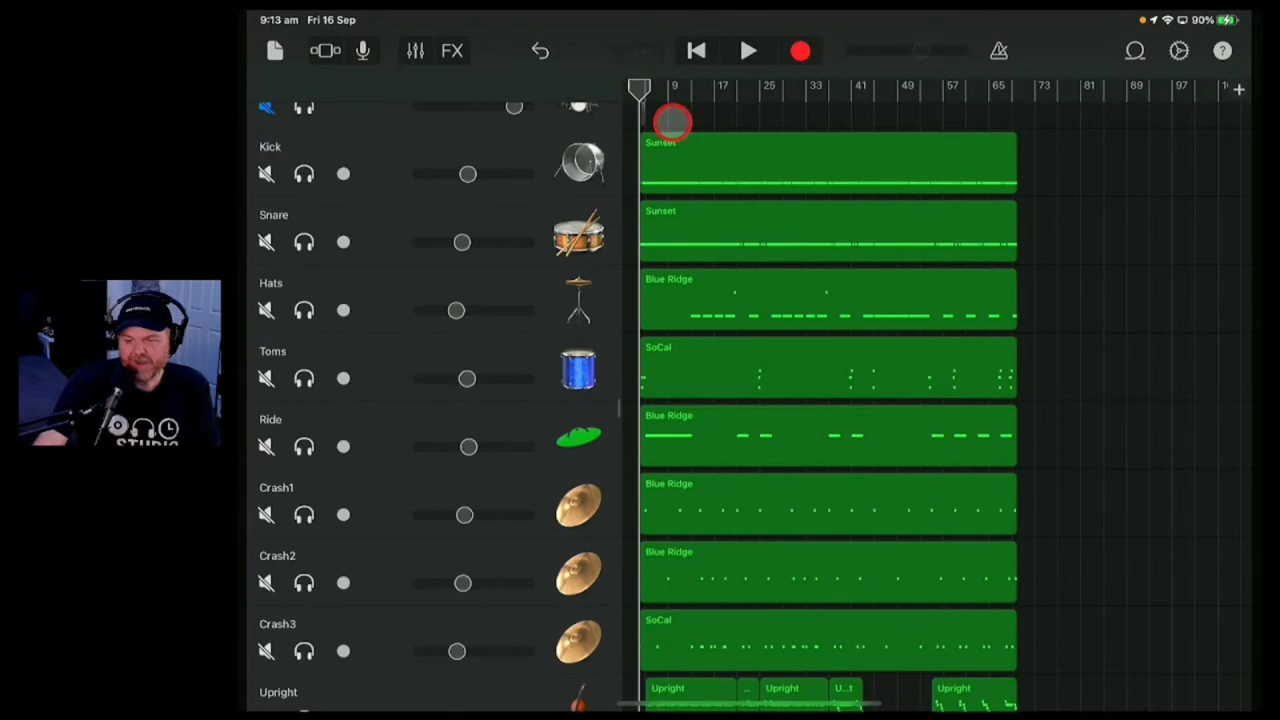 9:13 am Fri 16 Sep
90%
FX
?
9 17 25 33 41 49 57 65 73 81 89 97
+
Kick
Sunset
Snare
Sunset
Hats
Blue Ridge
Toms
SoCal
Ride
Blue Ridge
Crash1
Blue Ridge
Crash2
Blue Ridge
Crash3
SoCal
Upright
Upright ... Upright U...t Upright
STUDIO